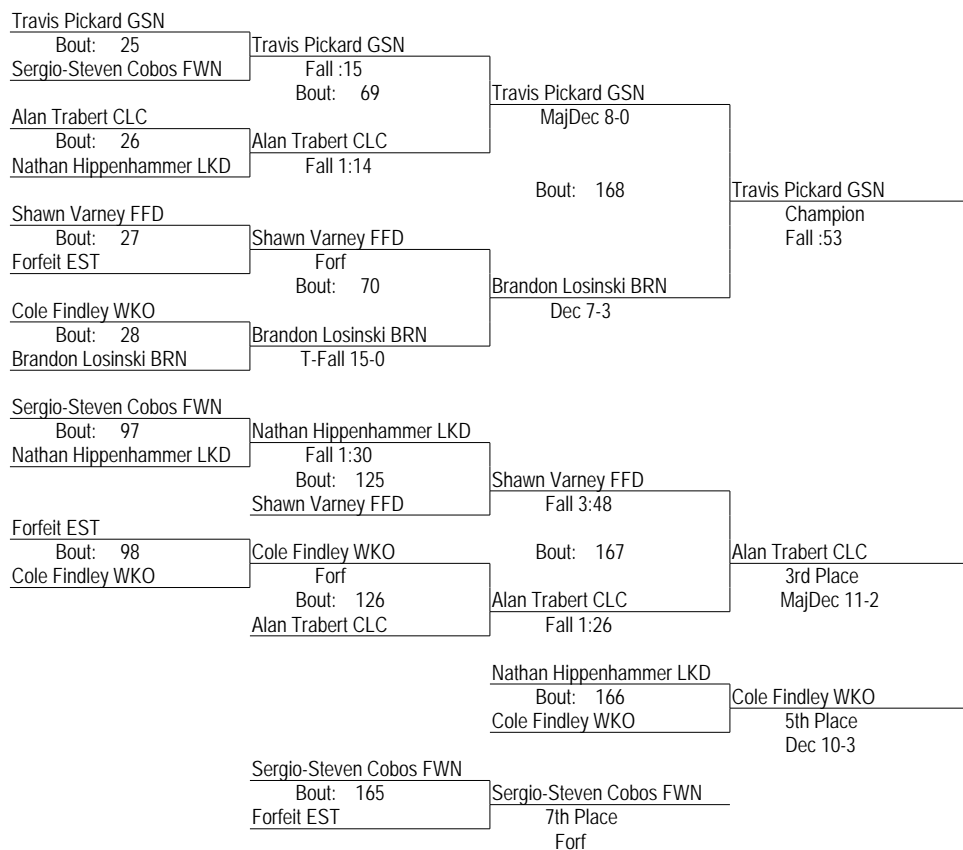 Travis Pickard GSN
Bout: 25
Sergio-Steven Cobos FWN
Travis Pickard GSN
Fall :15
Bout: 69
Alan Trabert CLC
Bout: 26
Nathan Hippenhammer LKD
Alan Trabert CLC
Fall 1:14
Travis Pickard GSN
MajDec 8-0
Bout: 168
Shawn Varney FFD
Bout: 27
Forfeit EST
Shawn Varney FFD
Forf
Bout: 70
Cole Findley WKO
Bout: 28
Brandon Losinski BRN
Brandon Losinski BRN
T-Fall 15-0
Brandon Losinski BRN
Dec 7-3
Travis Pickard GSN
Champion
Fall :53
Sergio-Steven Cobos FWN
Bout: 97
Nathan Hippenhammer LKD
Nathan Hippenhammer LKD
Fall 1:30
Bout: 125
Shawn Varney FFD
Shawn Varney FFD
Fall 3:48
Bout: 167
Forfeit EST
Bout: 98
Cole Findley WKO
Cole Findley WKO
Forf
Bout: 126
Alan Trabert CLC
Alan Trabert CLC
Fall 1:26
Alan Trabert CLC
3rd Place
MajDec 11-2
Nathan Hippenhammer LKD
Bout: 166
Cole Findley WKO
Cole Findley WKO
5th Place
Dec 10-3
Sergio-Steven Cobos FWN
Bout: 165
Forfeit EST
Sergio-Steven Cobos FWN
7th Place
Forf